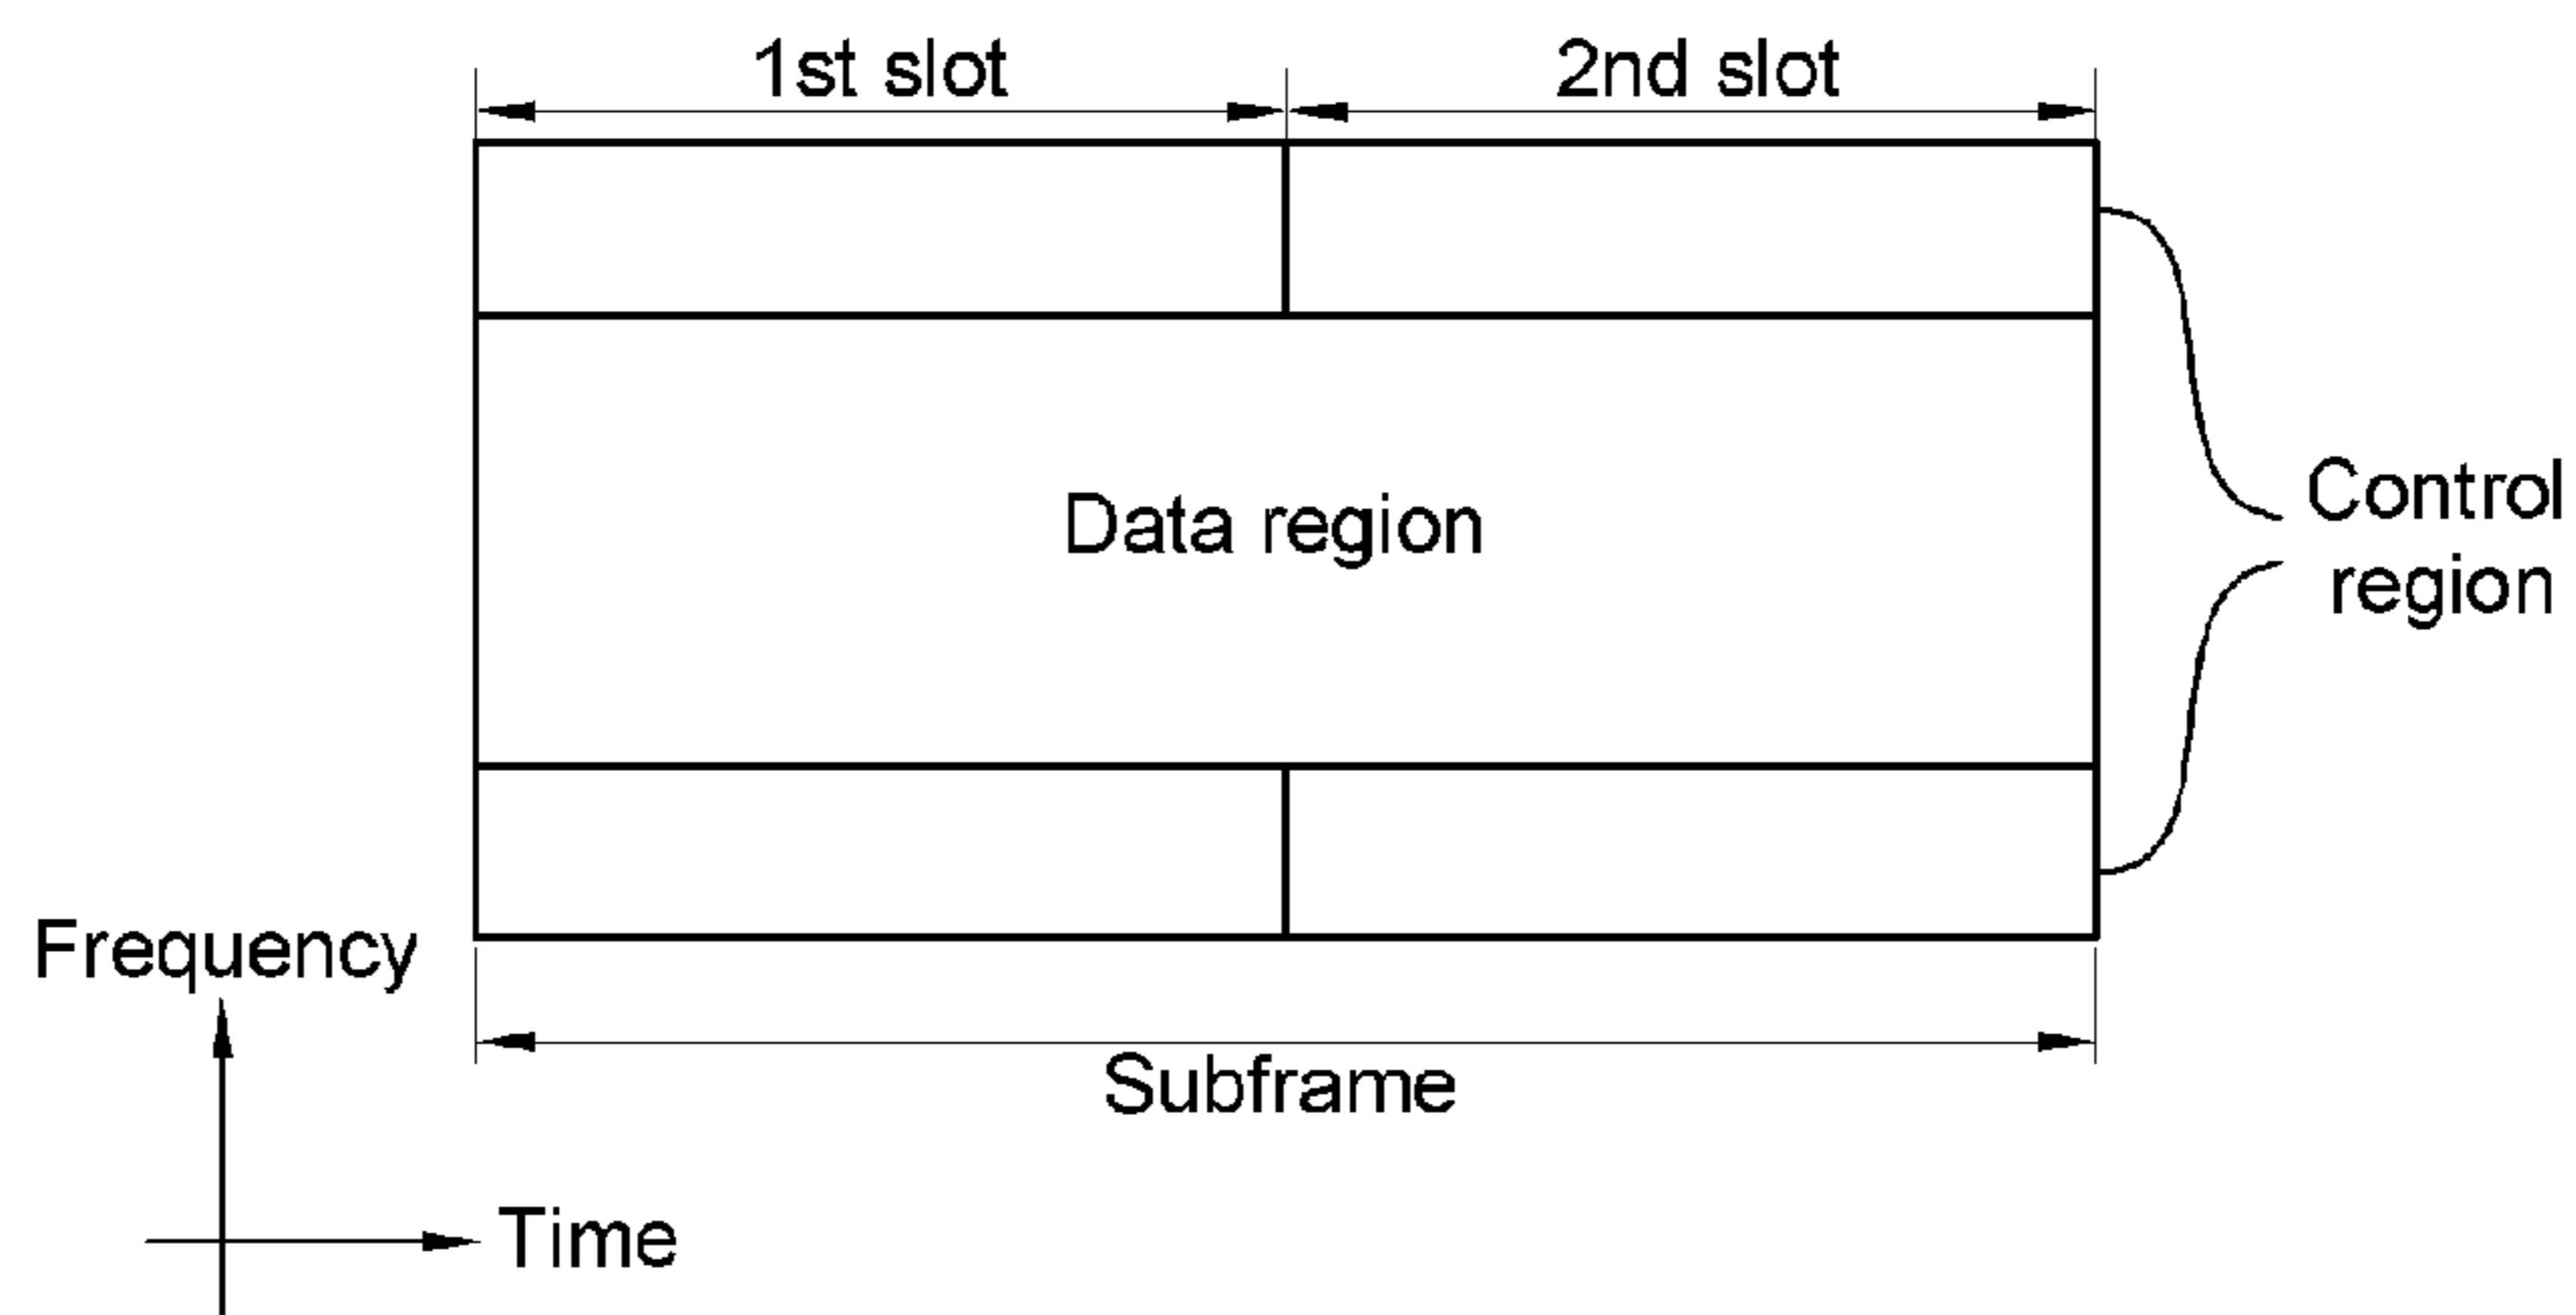 1st slot
2nd slot
Data region
Control
region
Frequency
Subframe
Time